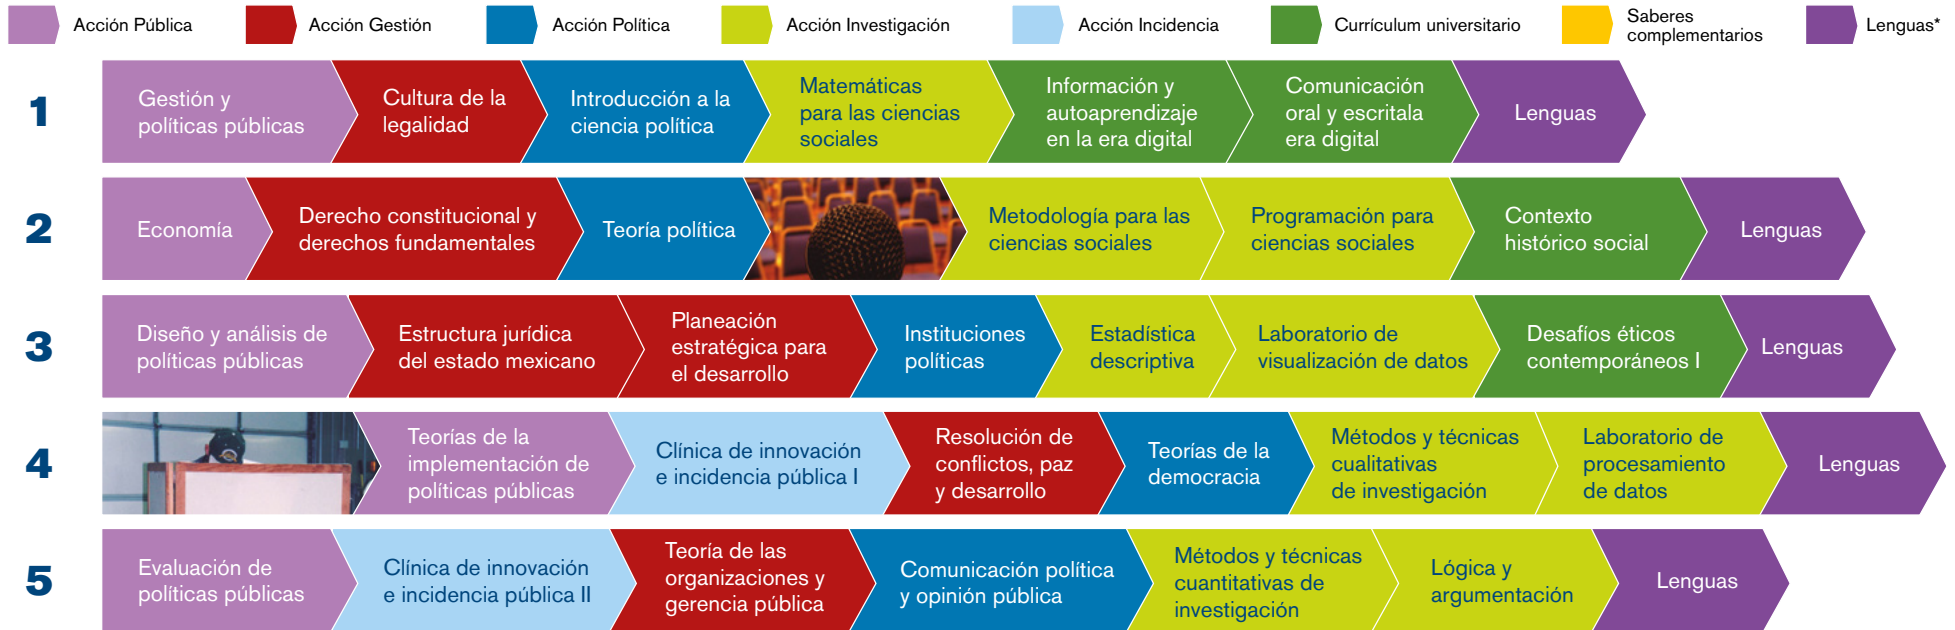 Acción Pública
Acción Gestión
Acción Política
Acción Investigación
Acción Incidencia
Currículum universitario
Saberes
complementarios
Lenguas*
1
Gestión y
políticas públicas
Cultura de la
legalidad
Introducción a la
ciencia política
Matemáticas
para las ciencias
sociales
Información y
autoaprendizaje
en la era digital
Comunicación
oral y escritala
era digital
Lenguas
2
Economía
Derecho constitucional y
derechos fundamentales
Teoría política
Metodología para las
ciencias sociales
Programación para
ciencias sociales
Contexto
histórico social
Lenguas
3
Diseño y análisis de
políticas públicas
Estructura jurídica
del estado mexicano
Planeación
estratégica para
el desarrollo
Instituciones
políticas
Estadística
descriptiva
Laboratorio de
visualización de datos
Desafíos éticos
contemporáneos I
Lenguas
4
Teorías de la
implementación de
políticas públicas
Clínica de innovación
e incidencia pública I
Resolución de
conflictos, paz
y desarrollo
Teorías de la
democracia
Métodos y técnicas
cualitativas
de investigación
Laboratorio de
procesamiento
de datos
Lenguas
5
Evaluación de
políticas públicas
Clínica de innovación
e incidencia pública II
Teoría de las
organizaciones y
gerencia pública
Comunicación política
y opinión pública
Métodos y técnicas
cuantitativas de
investigación
Lógica y
argumentación
Lenguas